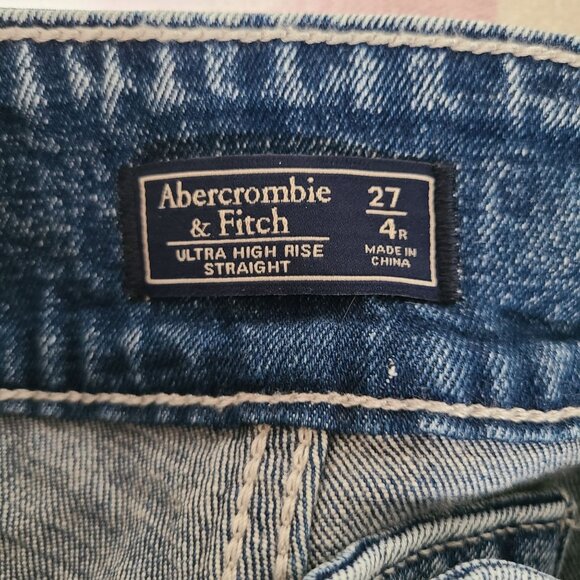 Abercrombie
& Fitch
ULTRA HIGH RISE
STRAIGHT
27
4R
MADE IN
CHINA